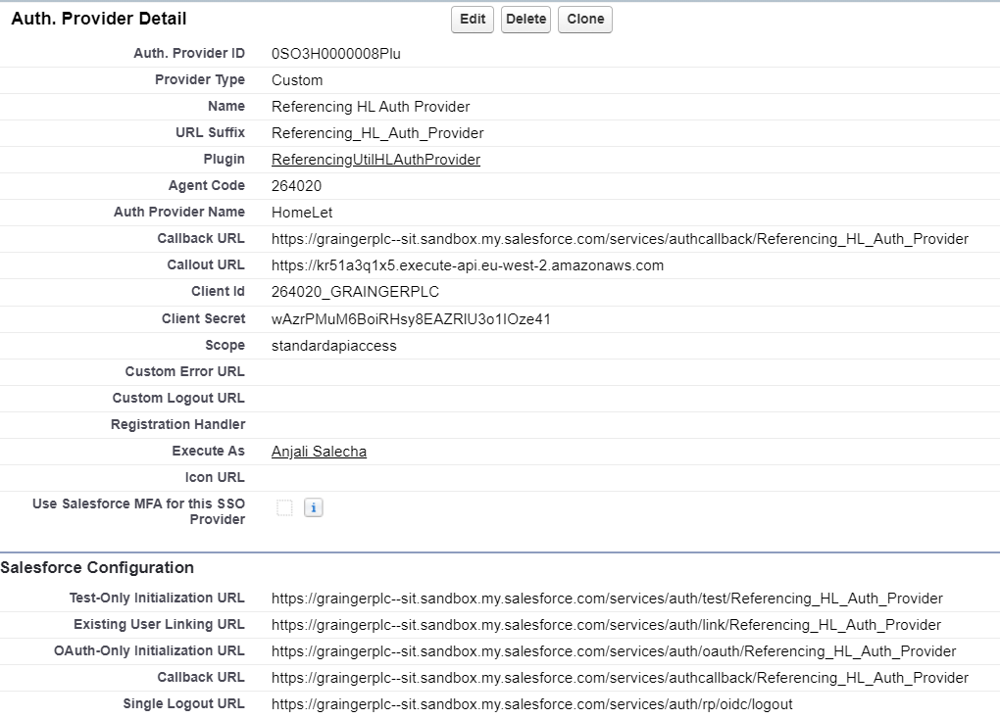 Auth. Provider Detail Edit Delete Clone
Auth. Provider ID 0SO3H0000008Plu
Provider Type Custom
Name Referencing HL Auth Provider
URL Suffix Referencing_HL_Auth_Provider
Plugin ReferencingUtilHLAuthProvider
Agent Code 264020
Auth Provider Name HomeLet
Callback URL https://graingerplc--sit.sandbox.my.salesforce.com/services/authcallback/Referencing_HL_Auth_Provider
Callout URL https://kr51a3q1x5.execute-api.eu-west-2.amazonaws.com
Client Id 264020_GRAINGERPLC
Client Secret wAzrPMuM6BoiRHsy8EAZRlU3o1IOze41
Scope standardapiaccess
Custom Error URL
Custom Logout URL
Registration Handler
Execute As Anjali Salecha
Icon URL
Use Salesforce MFA for this SSO
Provider
Salesforce Configuration
Test-Only Initialization URL https://graingerplc--sit.sandbox.my.salesforce.com/services/auth/test/Referencing_HL_Auth_Provider
Existing User Linking URL https://graingerplc--sit.sandbox.my.salesforce.com/services/auth/link/Referencing_HL_Auth_Provider
OAuth-Only Initialization URL https://graingerplc--sit.sandbox.my.salesforce.com/services/auth/oauth/Referencing_HL_Auth_Provider
Callback URL https://graingerplc--sit.sandbox.my.salesforce.com/services/authcallback/Referencing_HL_Auth_Provider
Single Logout URL https://graingerplc--sit.sandbox.my.salesforce.com/services/auth/rp/oidc/logout